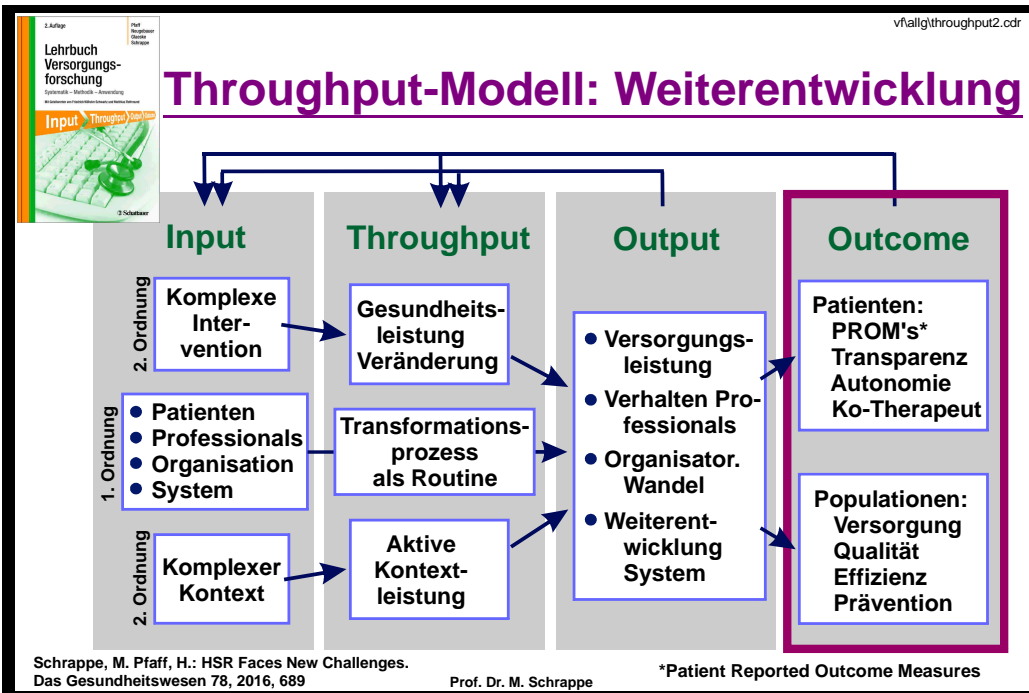 vf\allg\throughput2.cdr
2. Auflage
Pfaff
Neugebauer
Glaeske
Schrappe
Lehrbuch
Versorgungs-
forschung
Systematik – Methodik – Anwendung
Input
Throughput
Output
Outcome
Schattauer
Throughput-Modell: Weiterentwicklung
Input
Throughput
Output
Outcome
2. Ordnung
Komplexe
Inter-
vention
Gesundheits-
leistung
Veränderung
1. Ordnung
• Patienten
• Professionals
• Organisation
• System
Transformations-
prozess
als Routine
2. Ordnung
Komplexer
Kontext
Aktive
Kontext-
leistung
• Versorgungs-
leistung
• Verhalten Pro-
fessionals
• Organisator.
Wandel
• Weiterent-
wicklung
System
Patienten:
PROM's*
Transparenz
Autonomie
Ko-Therapeut
Populationen:
Versorgung
Qualität
Effizienz
Prävention
Schrappe, M. Pfaff, H.: HSR Faces New Challenges.
Das Gesundheitswesen 78, 2016, 689
Prof. Dr. M. Schrappe
*Patient Reported Outcome Measures